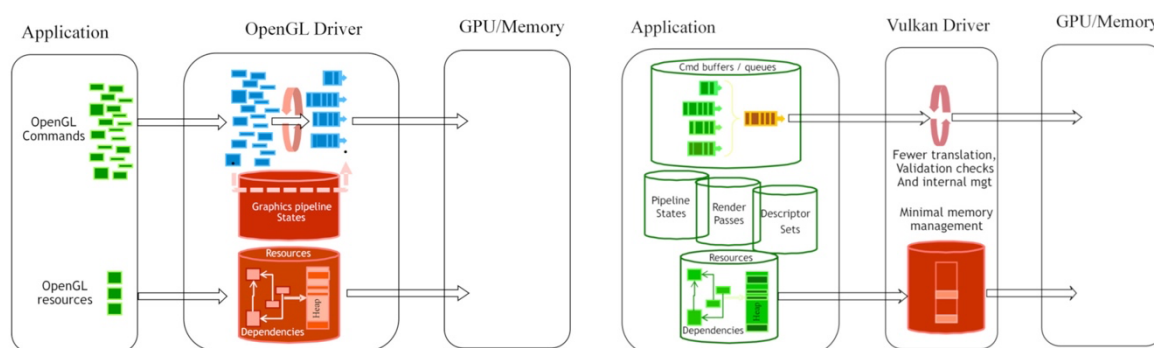 Application
OpenGL Driver
GPU/Memory
OpenGL
Commands
Graphics pipeline
States
OpenGL
resources
Resources
Heap
Dependencies
Application
Vulkan Driver
GPU/Memory
Cmd buffers / queues
Fewer translation,
Validation checks
And internal mgt
Pipeline
States
Render
Passes
Descriptor
Sets
Minimal memory
management
Resources
Heap
Dependencies